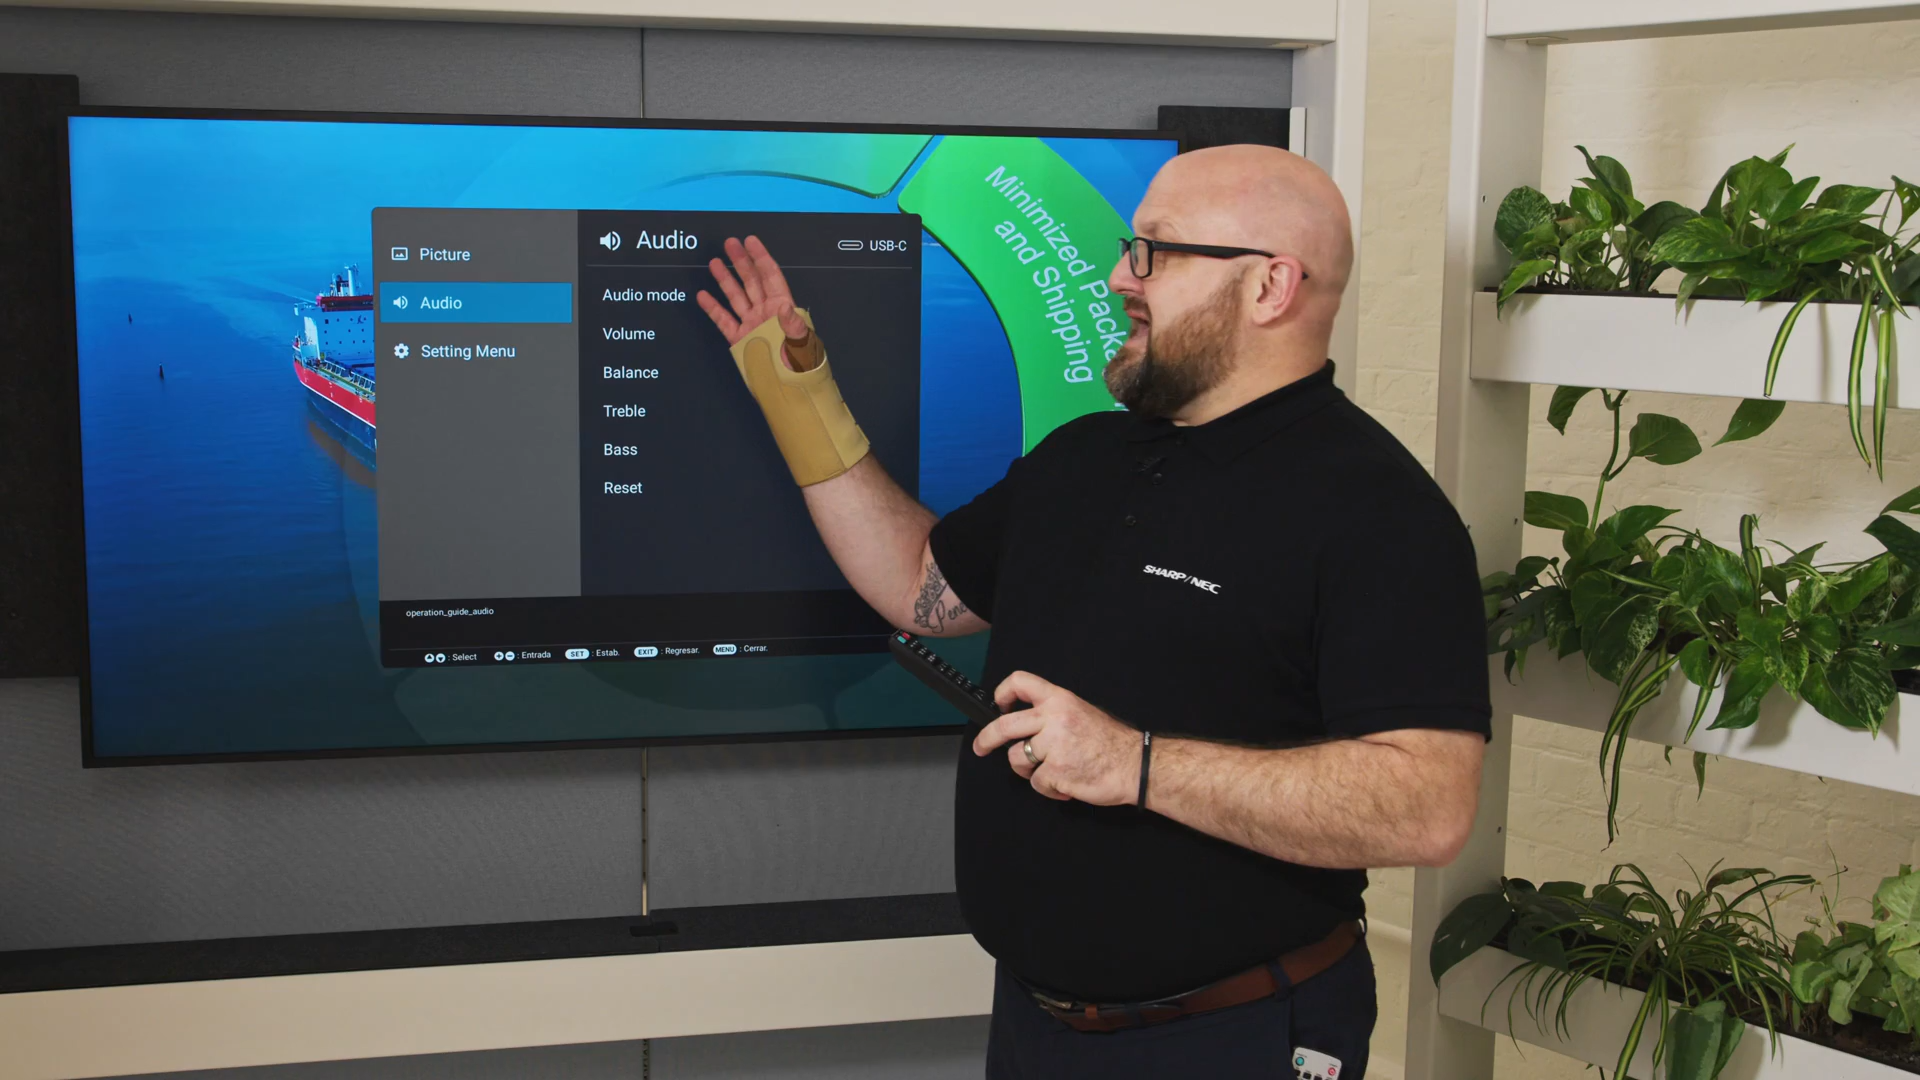 Minimized Packa
and Shipping
Picture
Audio
Setting Menu
Audio
USB-C
Audio mode
Volume
Balance
Treble
Bass
Reset
operation_guide_audio
: Select
: Entrada
SET : Estab.
EXIT : Regresar.
MENU : Cerrar.
SHARP/NEC